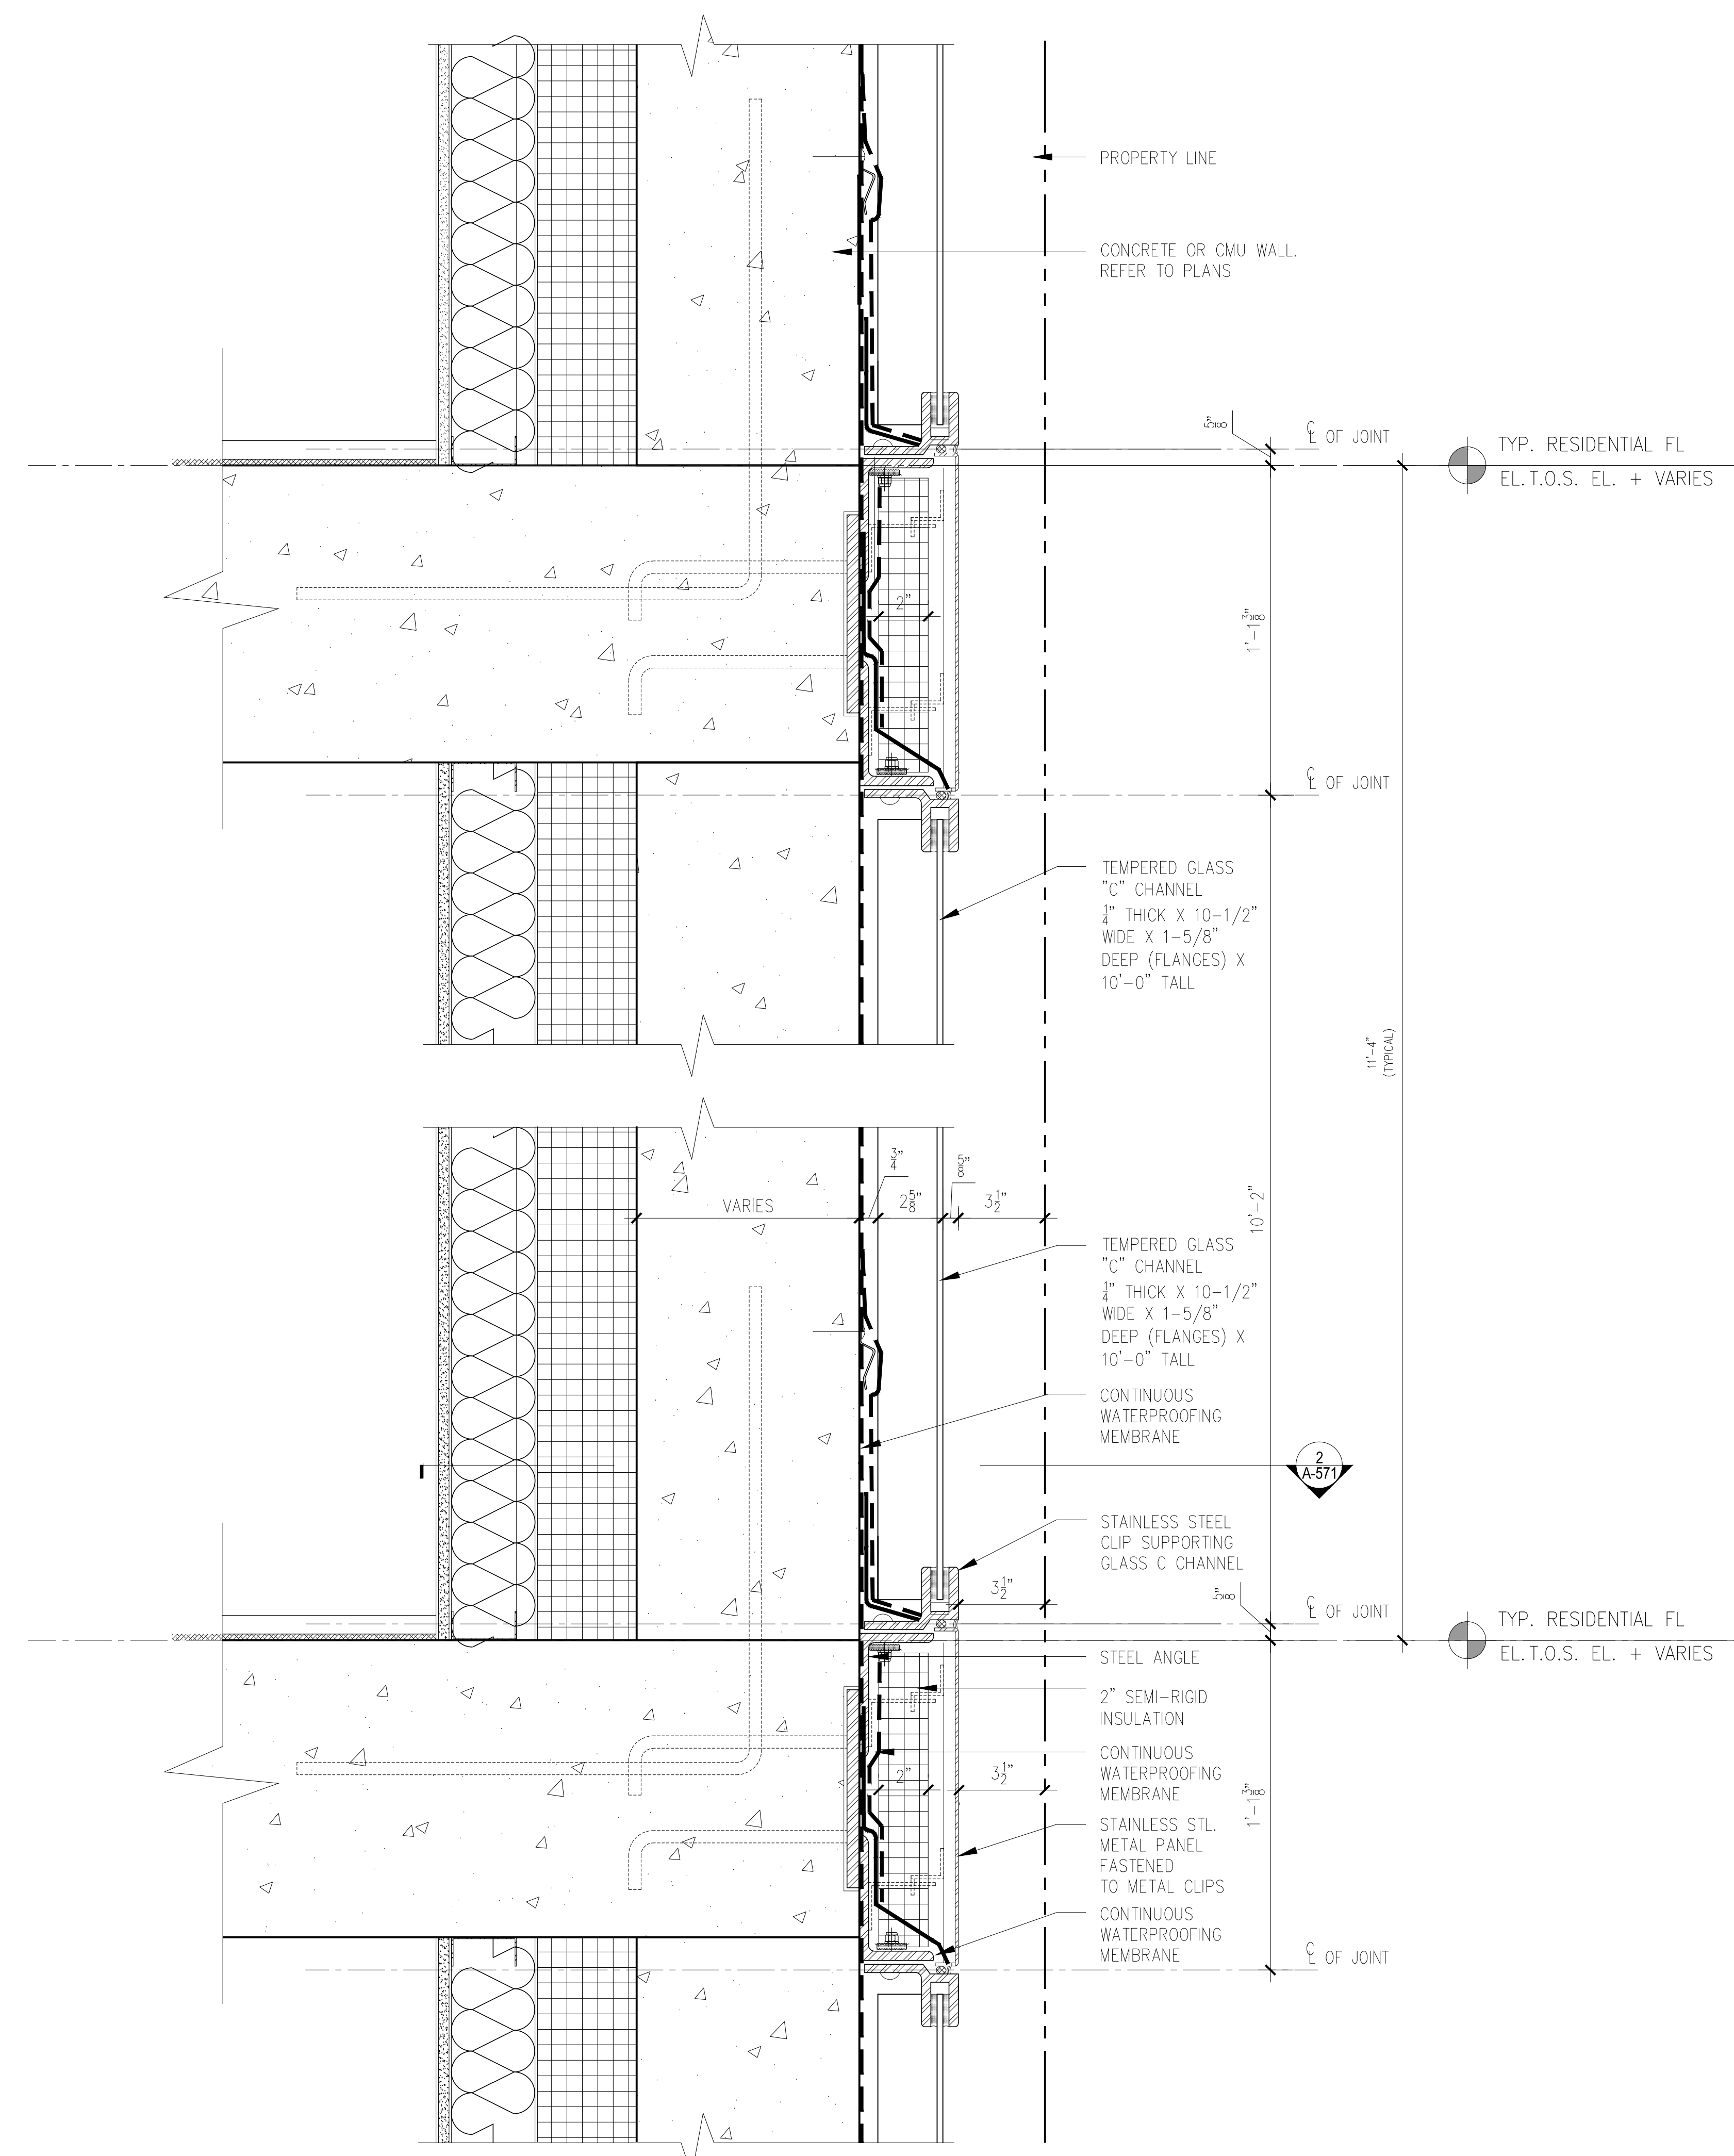 PROPERTY LINE
CONCRETE OR CMU WALL.
REFER TO PLANS
5/8"
℄ OF JOINT
TYP. RESIDENTIAL FL
EL.T.O.S. EL. + VARIES
2"
1'-1 3/8"
℄ OF JOINT
TEMPERED GLASS
"C" CHANNEL
1/4" THICK X 10-1/2"
WIDE X 1-5/8"
DEEP (FLANGES) X
10'-0" TALL
11'-4"
(TYPICAL)
VARIES
3/4"
2 5/8"
5/8"
3 1/2"
10'-2"
TEMPERED GLASS
"C" CHANNEL
1/4" THICK X 10-1/2"
WIDE X 1-5/8"
DEEP (FLANGES) X
10'-0" TALL
CONTINUOUS
WATERPROOFING
MEMBRANE
2
A-571
STAINLESS STEEL
CLIP SUPPORTING
GLASS C CHANNEL
3 1/2"
5/8"
℄ OF JOINT
TYP. RESIDENTIAL FL
EL.T.O.S. EL. + VARIES
STEEL ANGLE
2" SEMI-RIGID
INSULATION
CONTINUOUS
WATERPROOFING
MEMBRANE
2"
3 1/2"
1'-1 3/8"
STAINLESS STL.
METAL PANEL
FASTENED
TO METAL CLIPS
CONTINUOUS
WATERPROOFING
MEMBRANE
℄ OF JOINT